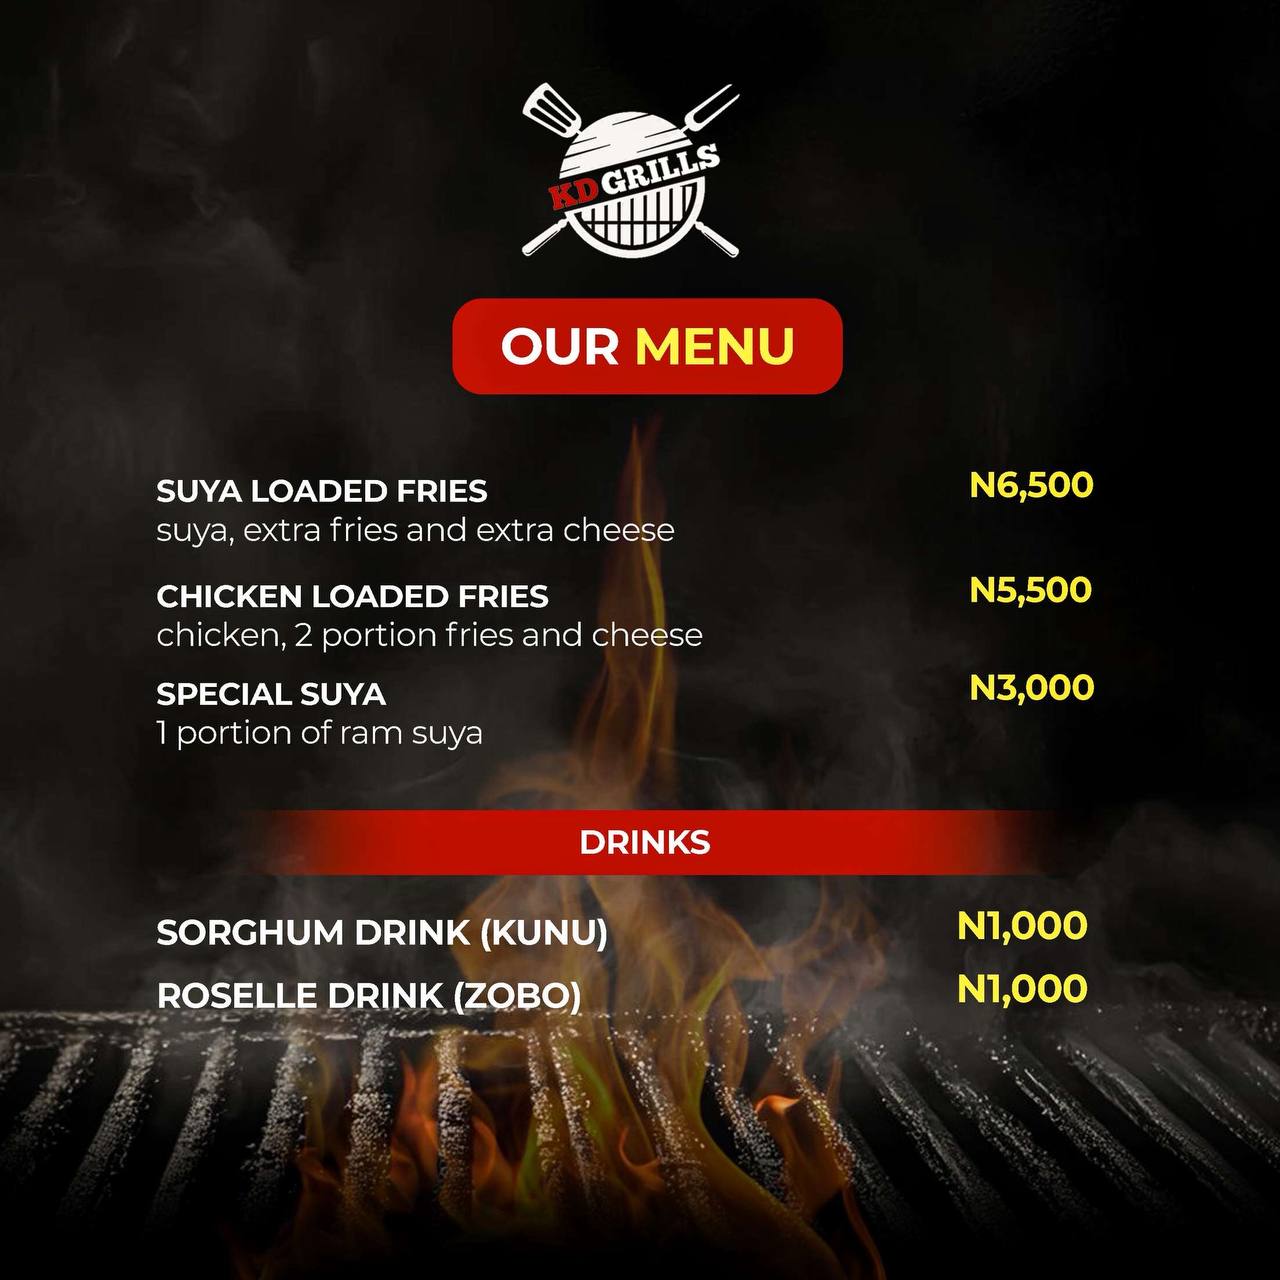 KD GRILLS
OUR MENU
SUYA LOADED FRIES N6,500
suya, extra fries and extra cheese
CHICKEN LOADED FRIES N5,500
chicken, 2 portion fries and cheese
SPECIAL SUYA N3,000
1 portion of ram suya
DRINKS
SORGHUM DRINK (KUNU) N1,000
ROSELLE DRINK (ZOBO) N1,000